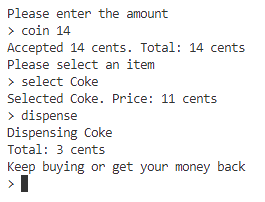 Please enter the amount
> coin 14
Accepted 14 cents. Total: 14 cents
Please select an item
> select Coke
Selected Coke. Price: 11 cents
> dispense
Dispensing Coke
Total: 3 cents
Keep buying or get your money back
>